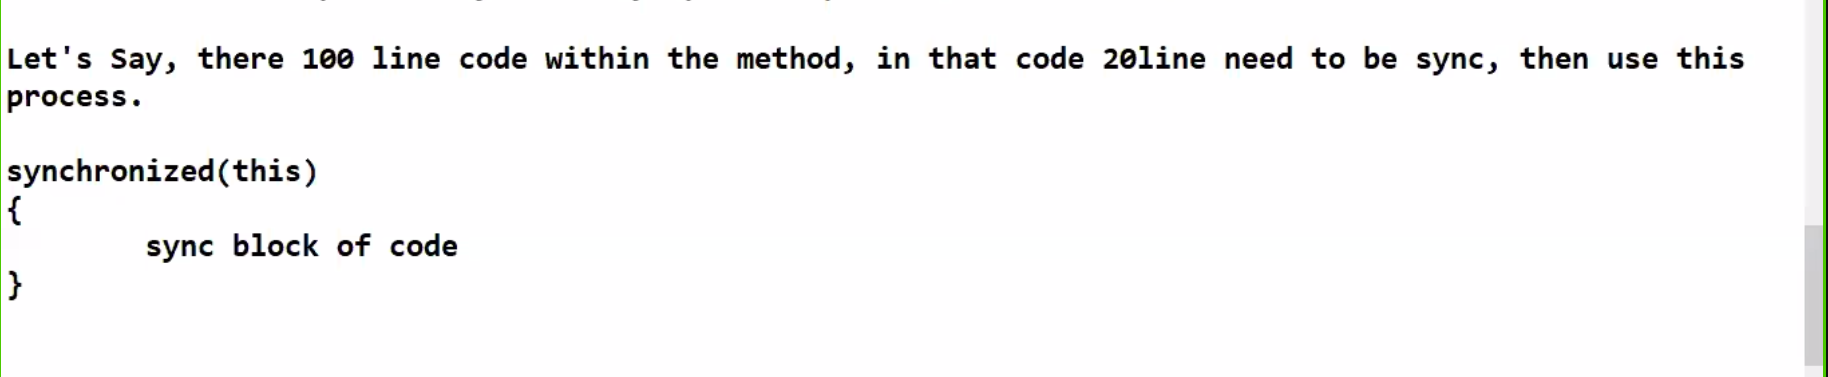 Let's Say, there 100 line code within the method, in that code 20line need to be sync, then use this
process.
synchronized(this)
{
sync block of code
}